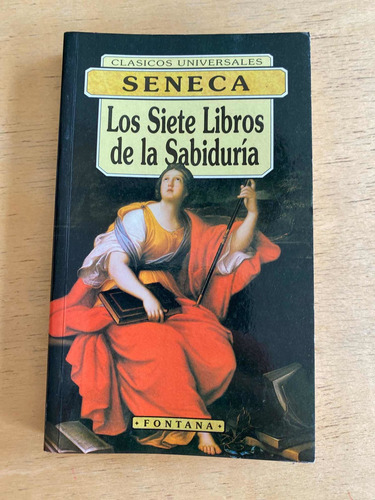 CLASICOS UNIVERSALES
SENECA
Los Siete Libros
de la Sabiduría
• FONTANA •